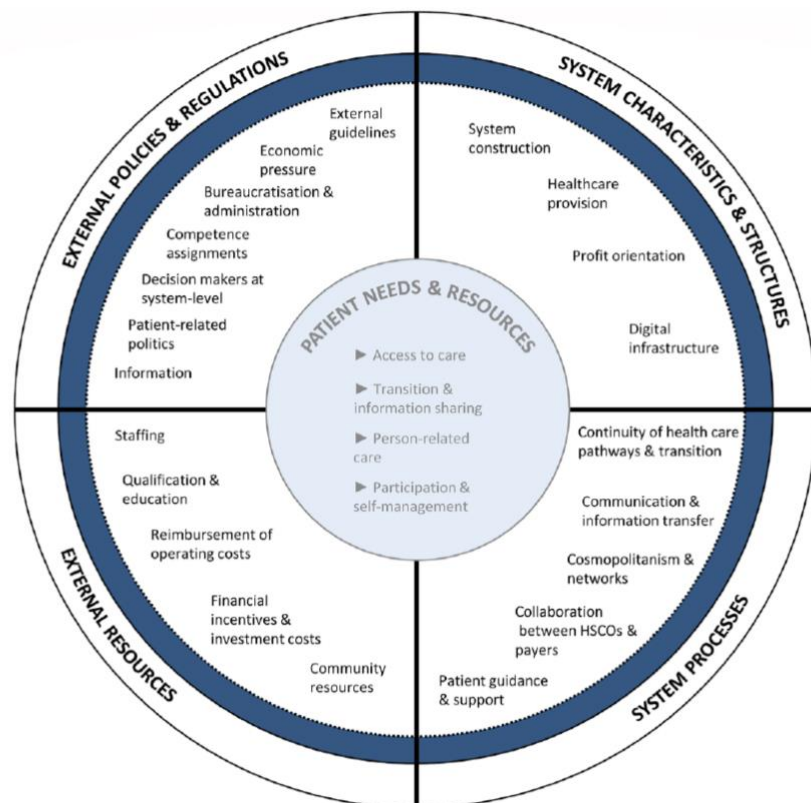 EXTERNAL POLICIES & REGULATIONS
External
guidelines
Economic
pressure
Bureaucratisation &
administration
Competence
assignments
Decision makers at
system-level
Patient-related
politics
Information
SYSTEM CHARACTERISTICS & STRUCTURES
System
construction
Healthcare
provision
Profit orientation
Digital
infrastructure
PATIENT NEEDS & RESOURCES
► Access to care
► Transition &
information sharing
► Person-related
care
► Participation &
self-management
EXTERNAL RESOURCES
Staffing
Qualification &
education
Reimbursement of
operating costs
Financial
incentives &
investment costs
Community
resources
SYSTEM PROCESSES
Continuity of health care
pathways & transition
Communication &
information transfer
Cosmopolitanism &
networks
Collaboration
between HSCOs &
payers
Patient guidance
& support